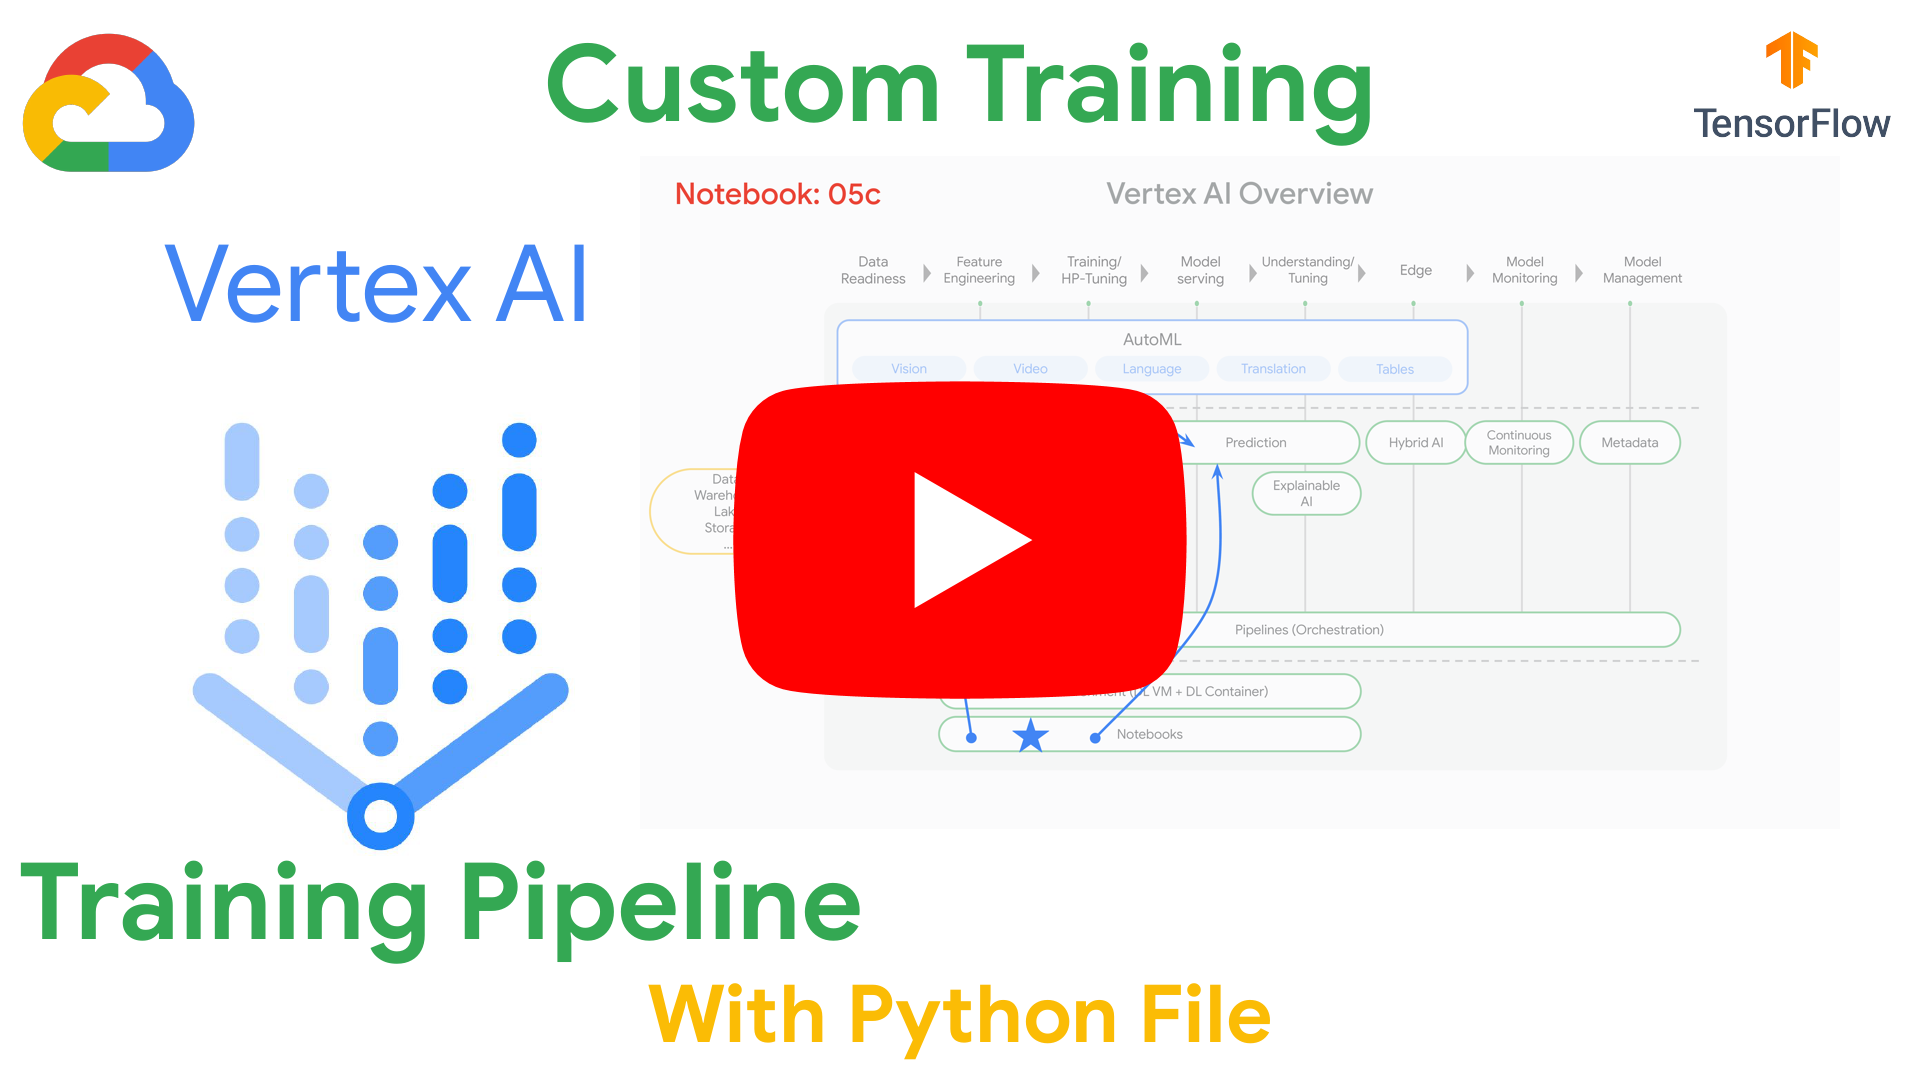 Custom Training
TensorFlow
Notebook: 05c
Vertex AI Overview
Vertex AI
Data
Readiness
Feature
Engineering
Training/
HP-Tuning
Model
serving
Understanding/
Tuning
Edge
Model
Monitoring
Model
Management
AutoML
Vision
Video
Language
Translation
Tables
Prediction
Hybrid AI
Continuous
Monitoring
Metadata
Explainable
AI
Data
...
Pipelines (Orchestration)
VM + DL Container)
Notebooks
Training Pipeline
With Python File